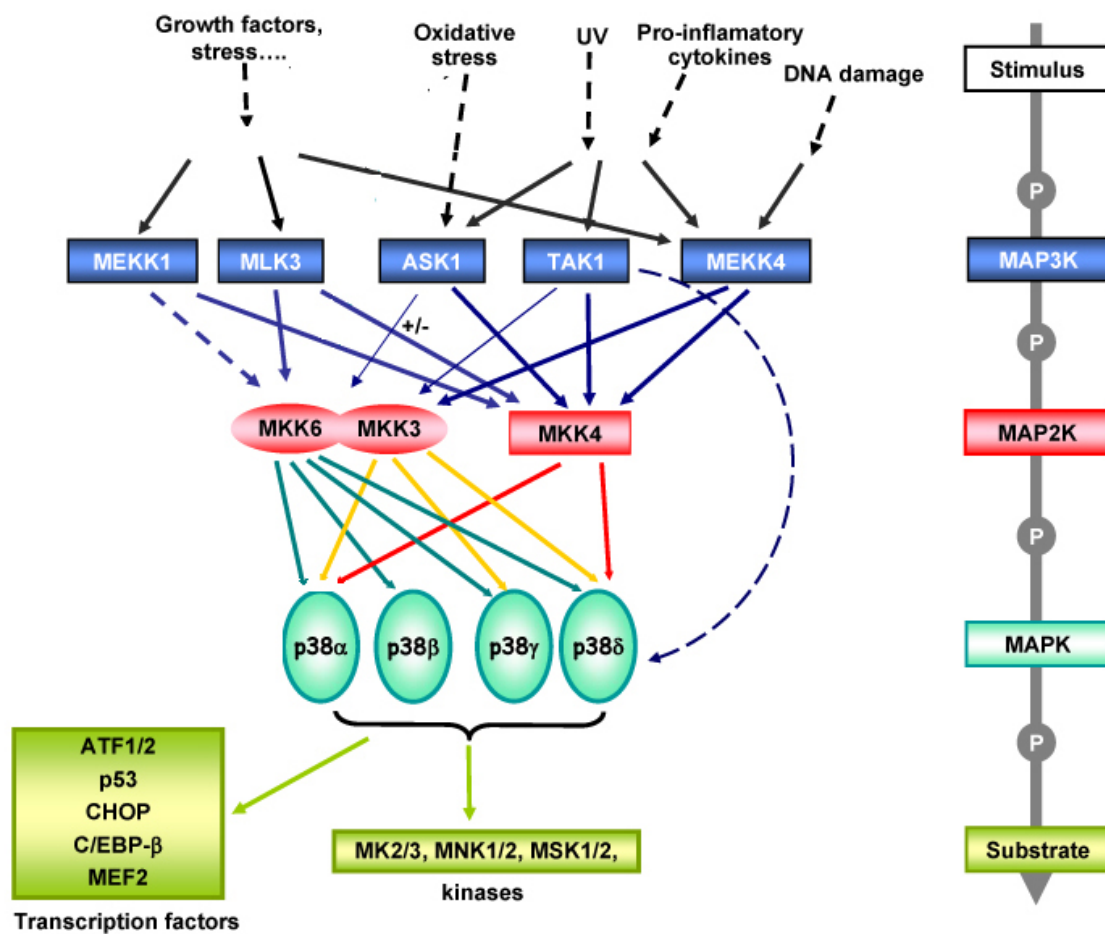 Growth factors,
stress....
Oxidative
stress
UV
Pro-inflamatory
cytokines
DNA damage
Stimulus
P
MEKK1
MLK3
ASK1
TAK1
MEKK4
MAP3K
+/-
P
MKK6
MKK3
MKK4
MAP2K
P
p38α
p38β
p38γ
p38δ
MAPK
P
ATF1/2
p53
CHOP
C/EBP-β
MEF2
Transcription factors
MK2/3, MNK1/2, MSK1/2,
kinases
Substrate